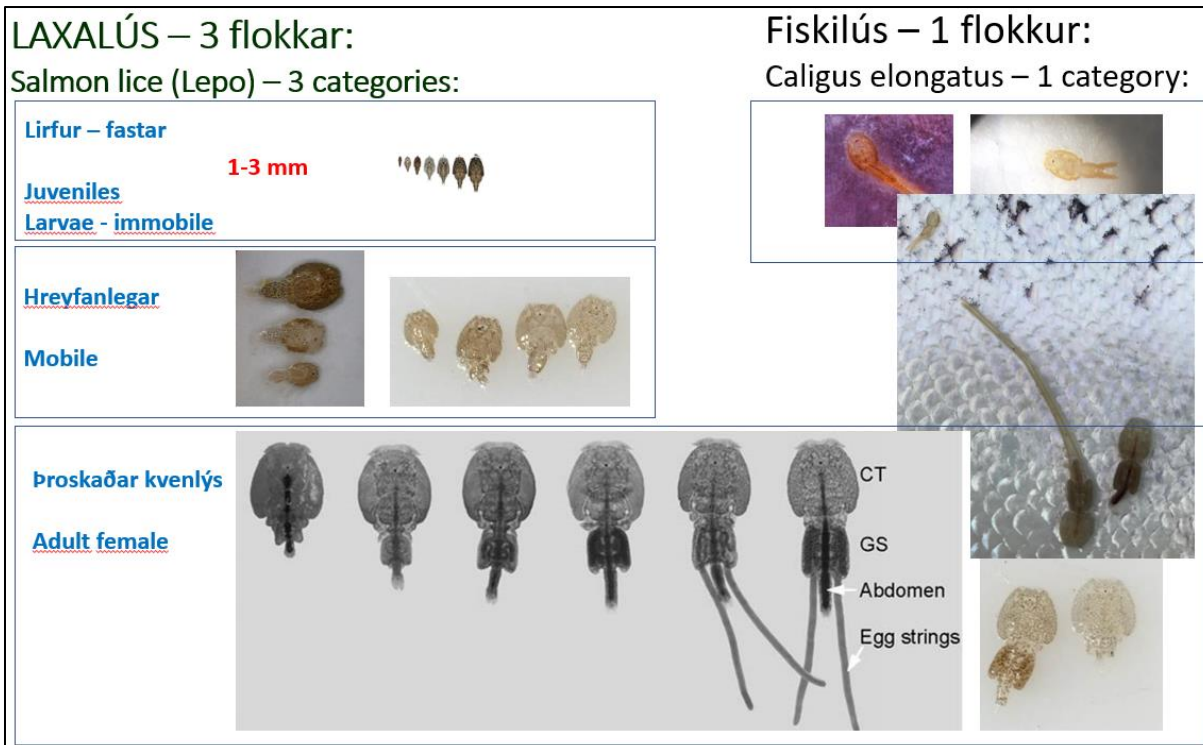 LAXALÚS – 3 flokkar:
Salmon lice (Lepo) – 3 categories:
Lirfur – fastar
1-3 mm
Juveniles
Larvae - immobile
Hreyfanlegar
Mobile
Þroskaðar kvenlýs
Adult female
CT
GS
Abdomen
Egg strings
Fiskilús – 1 flokkur:
Caligus elongatus – 1 category: